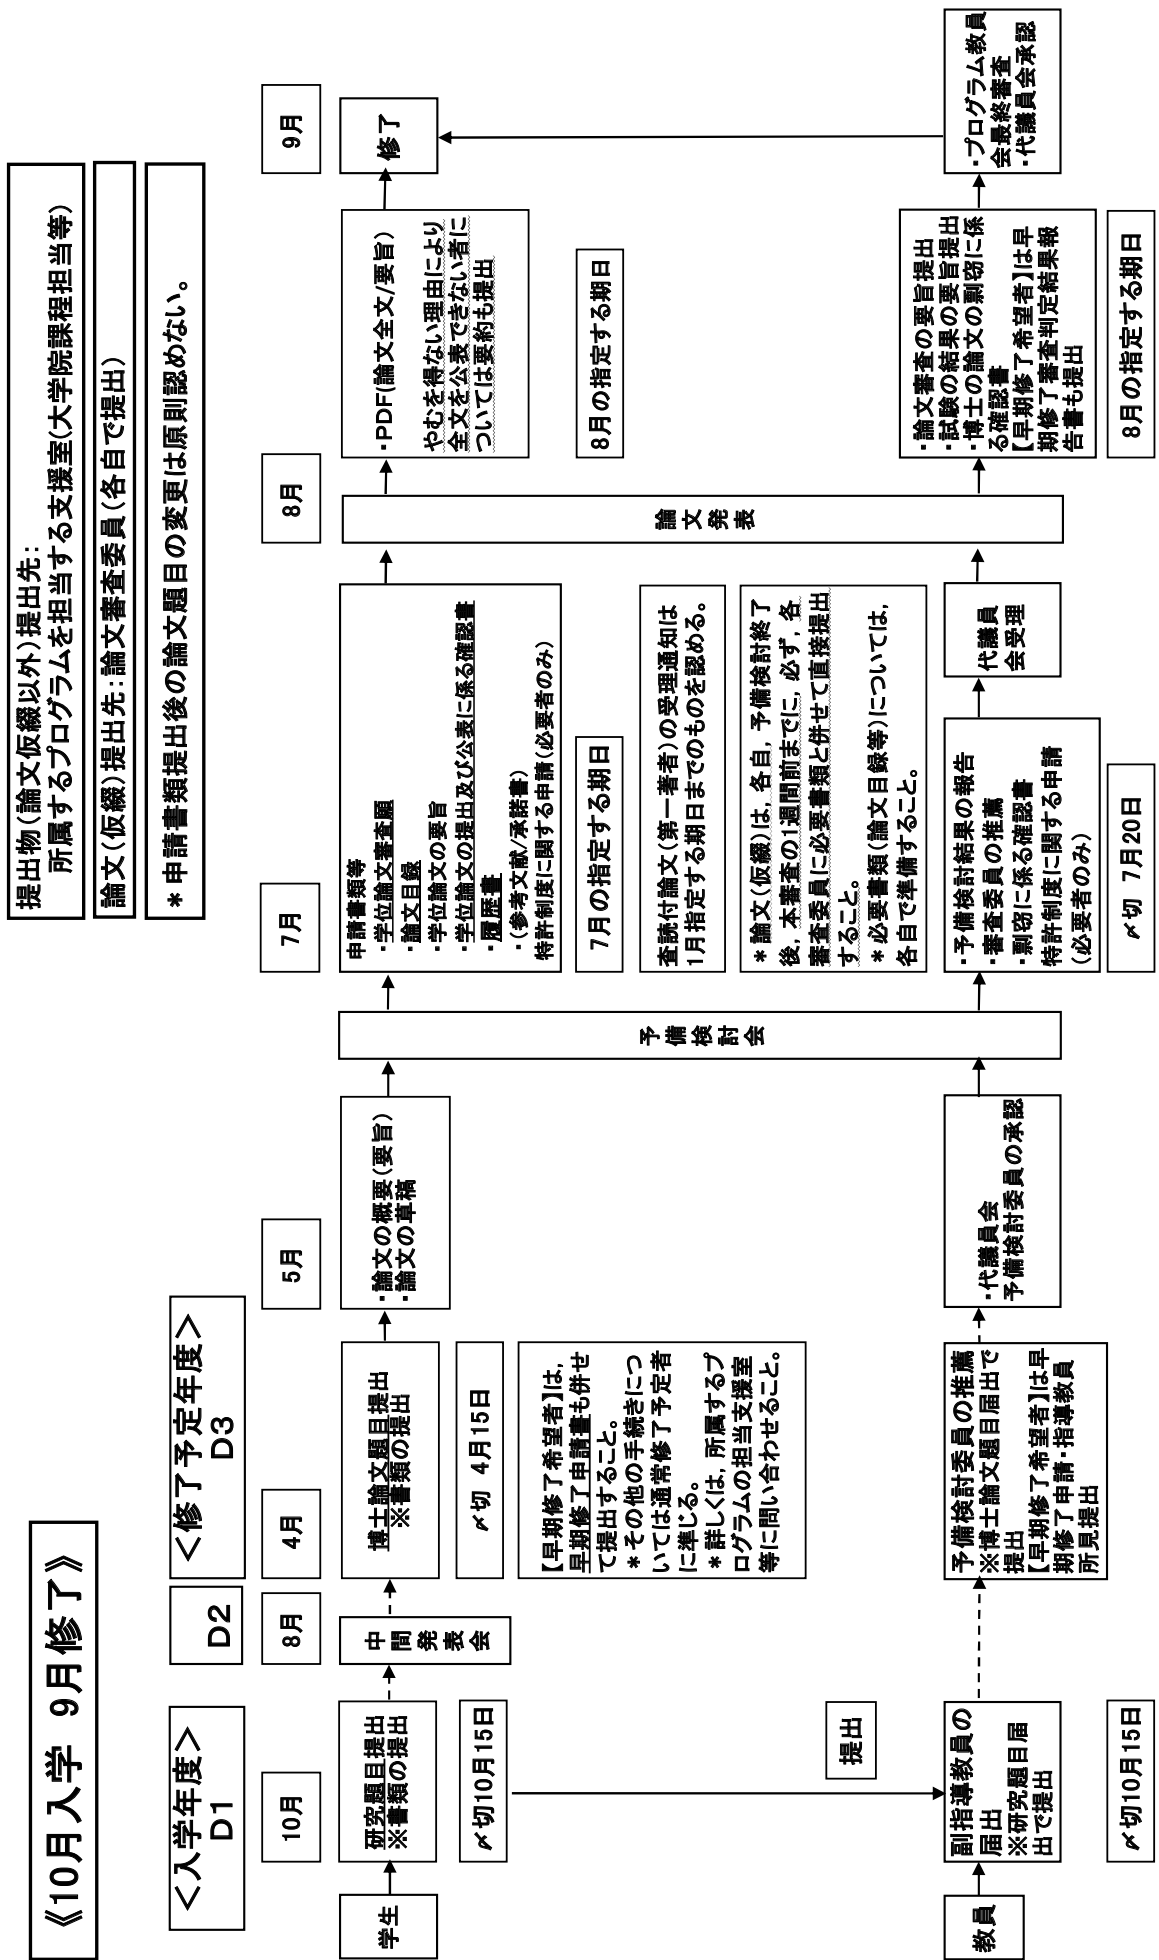 《10月入学 9月修了》
提出物(論文仮綴以外)提出先:
所属するプログラムを担当する支援室(大学院課程担当等)
論文(仮綴)提出先:論文審査委員(各自で提出)
＊申請書類提出後の論文題目の変更は原則認めない。
＜入学年度＞
D1
D2
＜修了予定年度＞
D3
10月
8月
4月
5月
7月
8月
9月
学生
研究題目提出
※書類の提出
〆切10月15日
中間発表会
博士論文題目提出
※書類の提出
〆切 4月15日
【早期修了希望者】は,
早期修了申請書も併せ
て提出すること。
＊その他の手続きにつ
いては通常修了予定者
に準じる。
＊詳しくは,所属するプ
ログラムの担当支援室
等に問い合わせること。
・論文の概要(要旨)
・論文の草稿
予備検討会
申請書類等
・学位論文審査願
・論文目録
・学位論文の要旨
・学位論文の提出及び公表に係る確認書
・履歴書
・(参考文献/承諾書)
特許制度に関する申請(必要者のみ)
7月の指定する期日
査読付論文(第一著者)の受理通知は
1月指定する期日までのものを認める。
＊論文(仮綴)は,各自,予備検討終了
後,本審査の1週間前までに,必ず,各
審査委員に必要書類と併せて直接提出
すること。
＊必要書類(論文目録等)については,
各自で準備すること。
論文発表
・PDF(論文全文/要旨)
やむを得ない理由により
全文を公表できない者に
ついては要約も提出
8月の指定する期日
修了
提出
教員
副指導教員の
届出
※研究題目届
出で提出
〆切10月15日
予備検討委員の推薦
※博士論文題目届出で
提出
【早期修了希望者】は早
期修了申請・指導教員
所見提出
・代議員会
予備検討委員の承認
・予備検討結果の報告
・審査委員の推薦
・剽窃に係る確認書
特許制度に関する申請
(必要者のみ)
〆切 7月20日
代議員
会受理
・論文審査の要旨提出
・試験の結果の要旨提出
・博士の論文の剽窃に係
る確認書
【早期修了希望者】は早
期修了審査判定結果報
告書も提出
8月の指定する期日
・プログラム教員
会最終審査
・代議員会承認